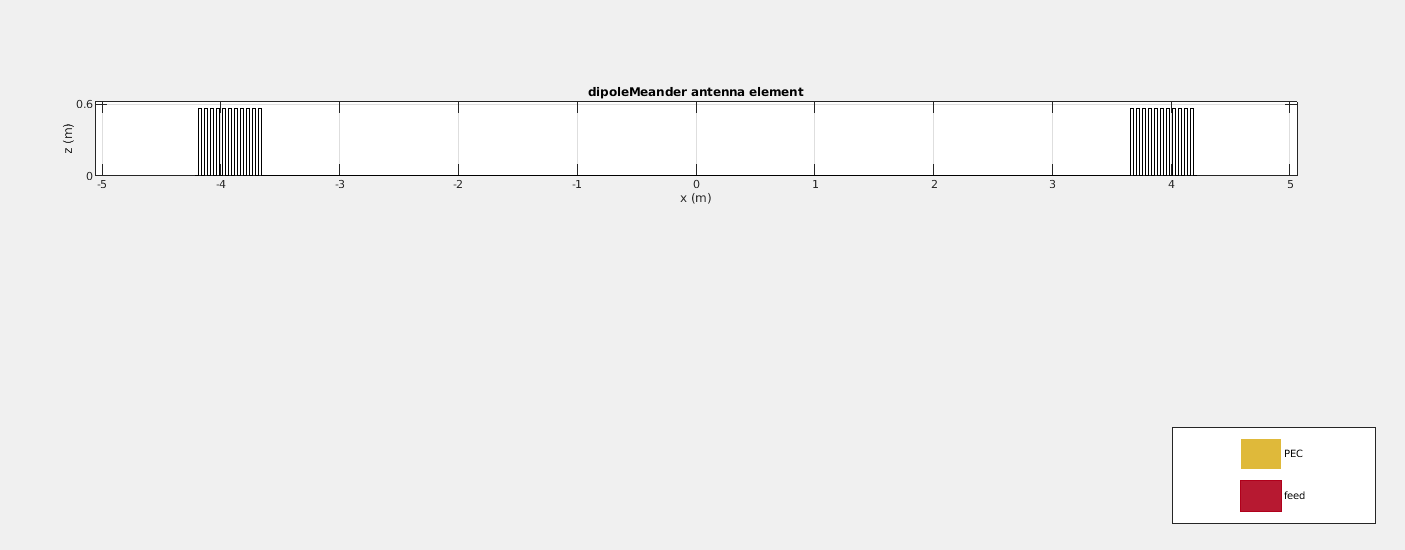 dipoleMeander antenna element
0.6
z (m)
0
-5 -4 -3 -2 -1 0 1 2 3 4 5
x (m)
PEC
feed